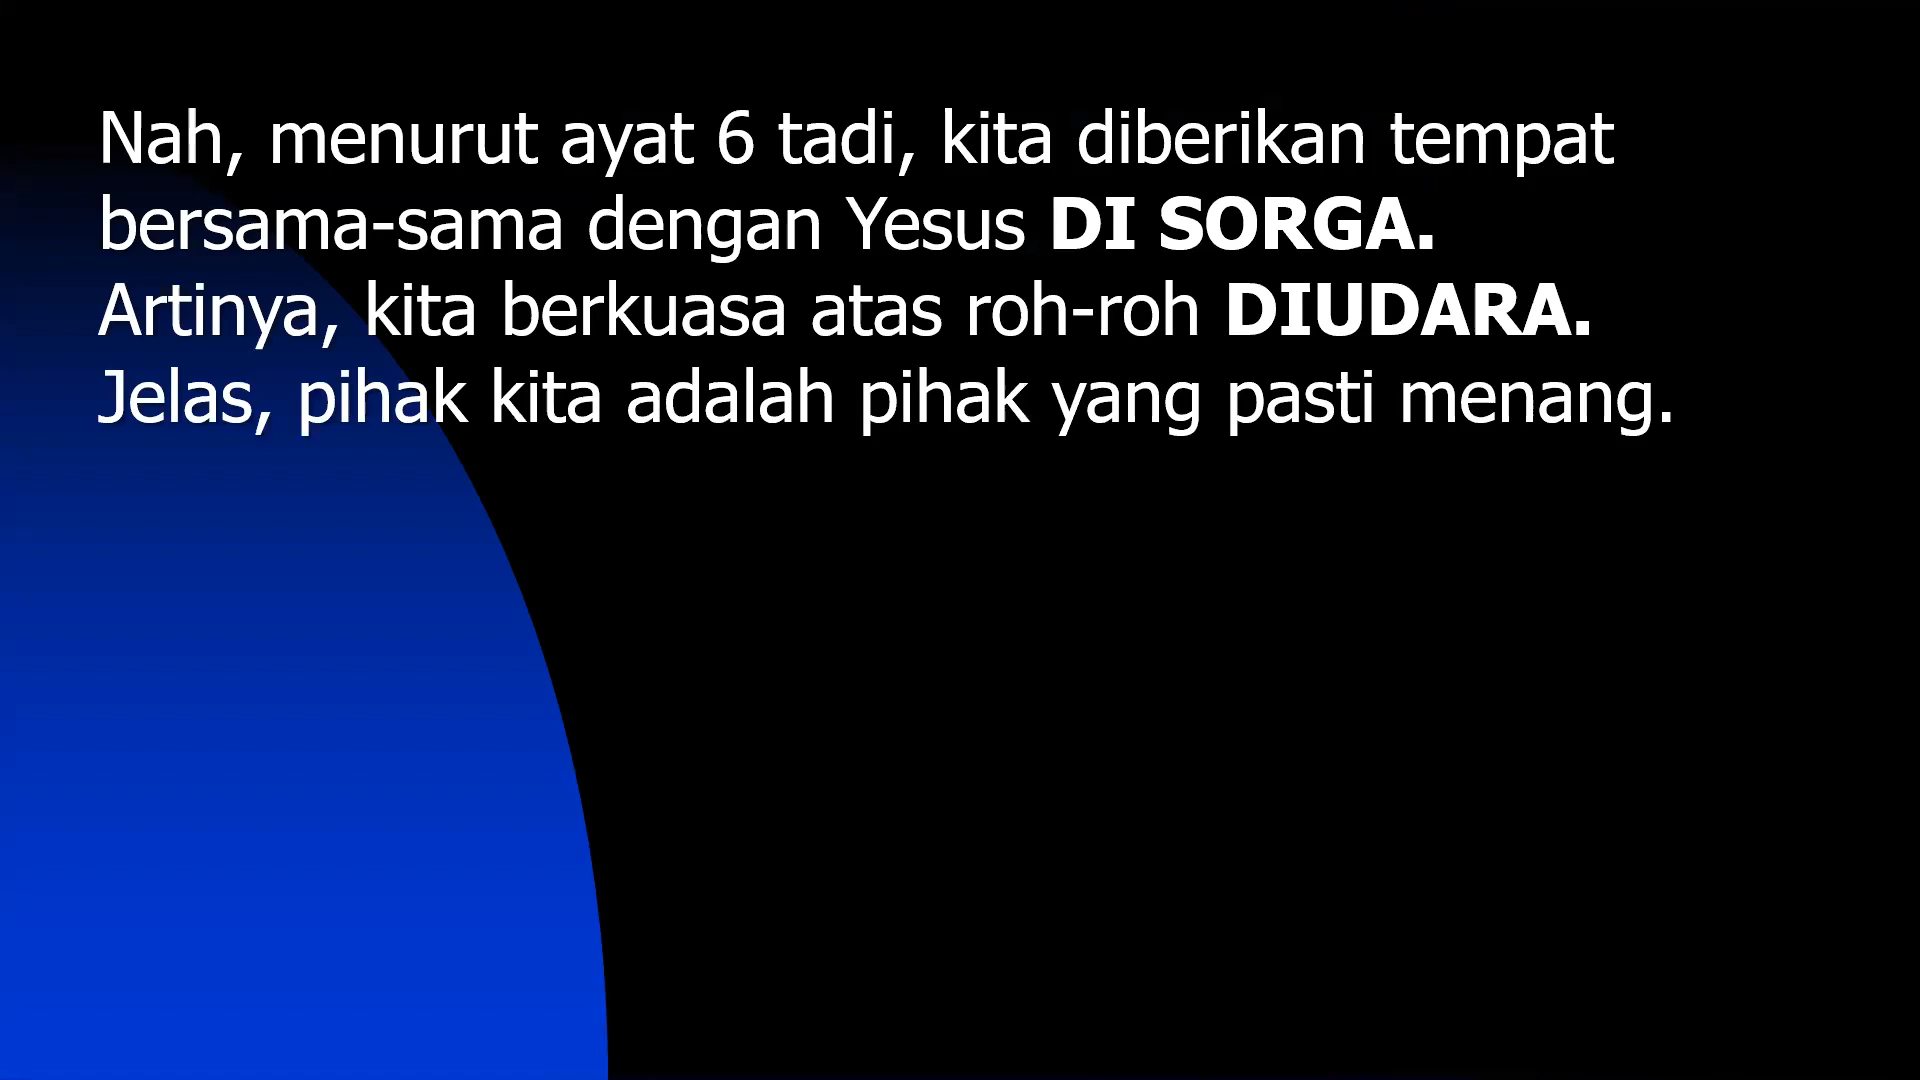 Nah, menurut ayat 6 tadi, kita diberikan tempat
bersama-sama dengan Yesus DI SORGA.
Artinya, kita berkuasa atas roh-roh DIUDARA.
Jelas, pihak kita adalah pihak yang pasti menang.